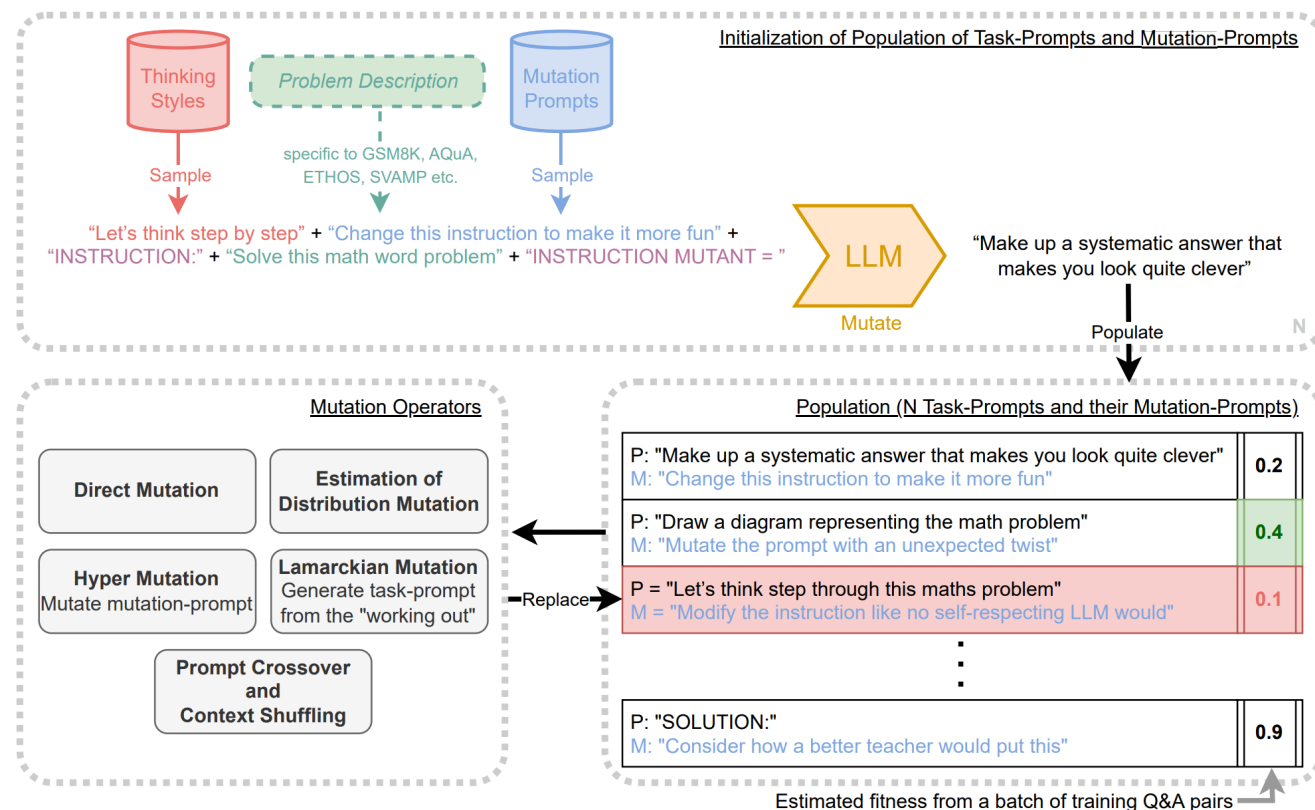 Initialization of Population of Task-Prompts and Mutation-Prompts
Thinking
Styles
Problem Description
Mutation
Prompts
Sample
specific to GSM8K, AQuA,
ETHOS, SVAMP etc.
Sample
“Let’s think step by step” + “Change this instruction to make it more fun” +
“INSTRUCTION:” + “Solve this math word problem” + “INSTRUCTION MUTANT = ”
LLM
Mutate
“Make up a systematic answer that
makes you look quite clever”
Populate
N
Mutation Operators
Direct Mutation
Estimation of
Distribution Mutation
Hyper Mutation
Mutate mutation-prompt
Lamarckian Mutation
Generate task-prompt
from the "working out"
Prompt Crossover
and
Context Shuffling
Replace
Population (N Task-Prompts and their Mutation-Prompts)
P: "Make up a systematic answer that makes you look quite clever"
M: "Change this instruction to make it more fun"
0.2
P: "Draw a diagram representing the math problem"
M: "Mutate the prompt with an unexpected twist"
0.4
P = "Let’s think step through this maths problem"
M = "Modify the instruction like no self-respecting LLM would"
0.1
P: "SOLUTION:"
M: "Consider how a better teacher would put this"
0.9
Estimated fitness from a batch of training Q&A pairs